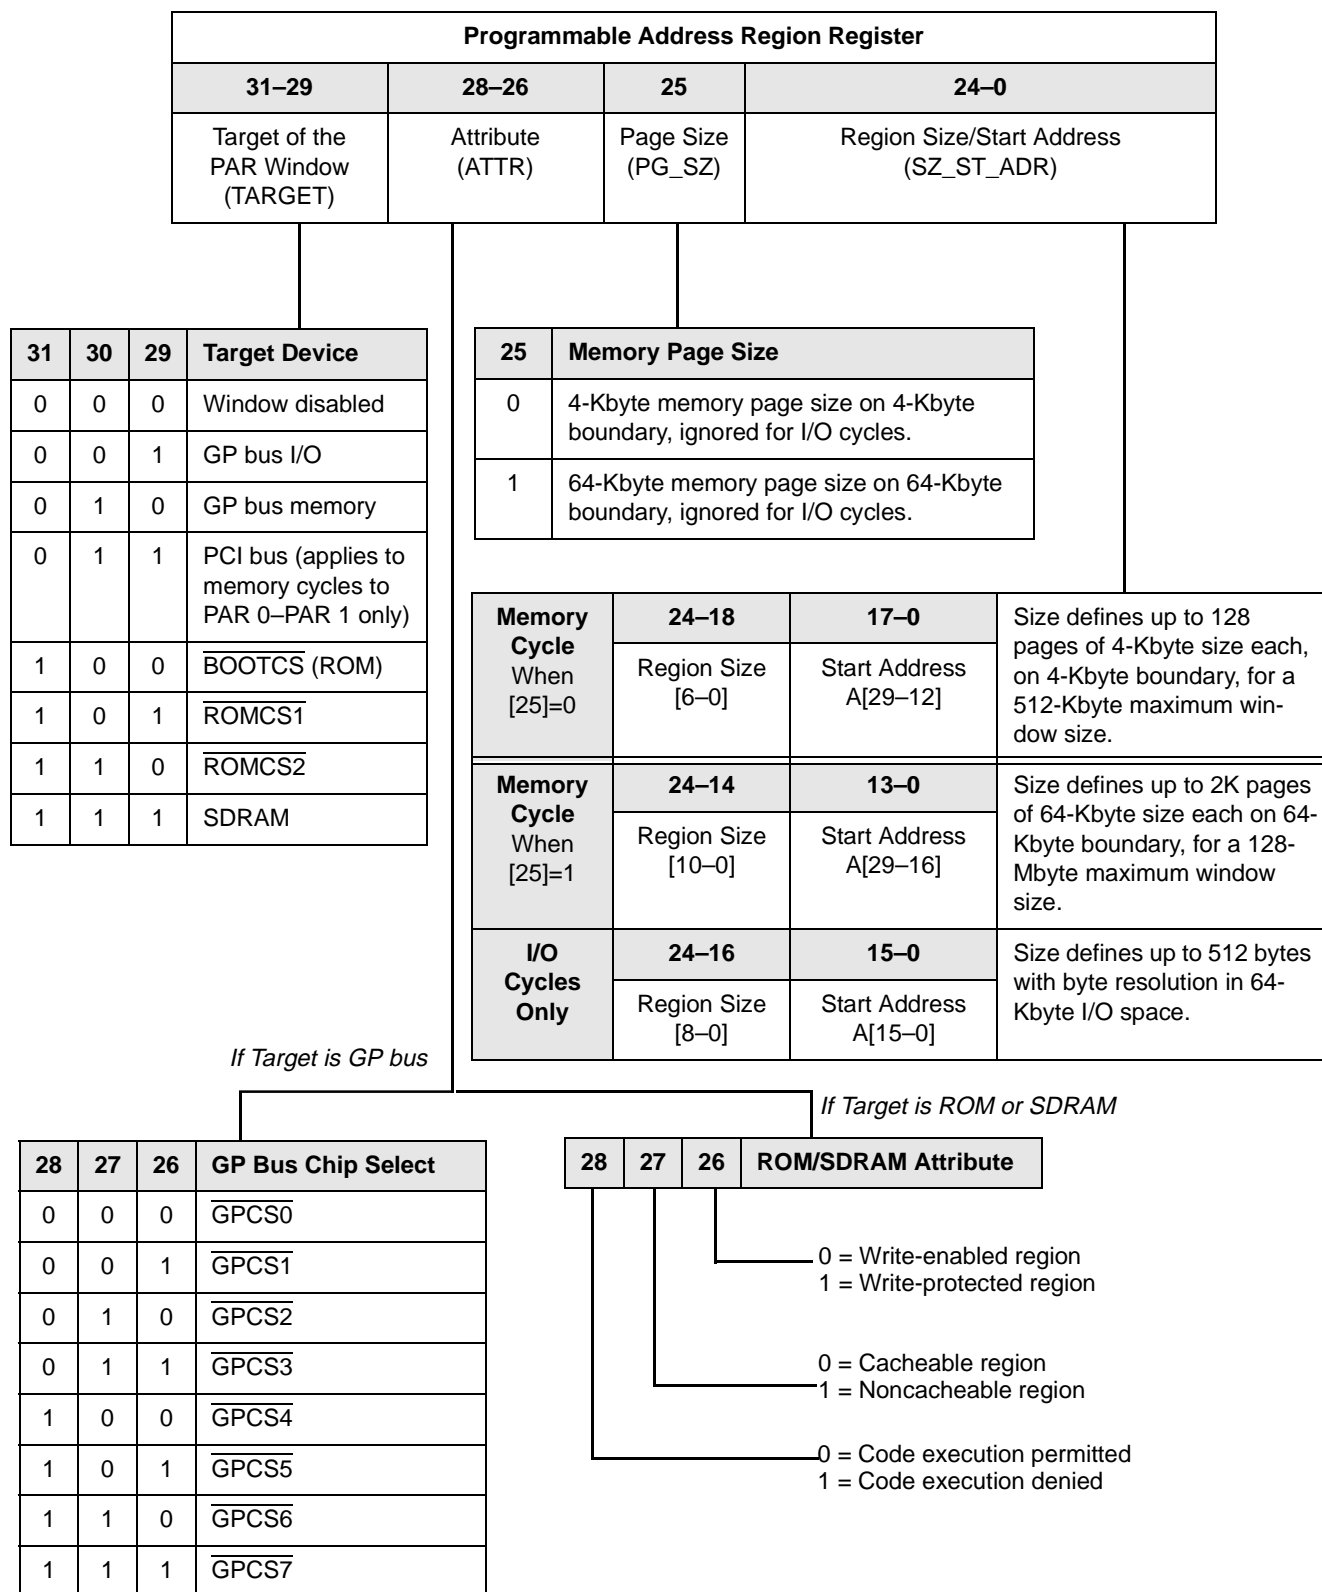 Programmable Address Region Register
31–29 28–26 25 24–0
Target of the
PAR Window
(TARGET)
Attribute
(ATTR)
Page Size
(PG_SZ)
Region Size/Start Address
(SZ_ST_ADR)
31 30 29 Target Device
0 0 0 Window disabled
0 0 1 GP bus I/O
0 1 0 GP bus memory
0 1 1 PCI bus (applies to
memory cycles to
PAR 0–PAR 1 only)
1 0 0 BOOTCS (ROM)
1 0 1 ROMCS1
1 1 0 ROMCS2
1 1 1 SDRAM
25 Memory Page Size
0 4-Kbyte memory page size on 4-Kbyte
boundary, ignored for I/O cycles.
1 64-Kbyte memory page size on 64-Kbyte
boundary, ignored for I/O cycles.
Memory
Cycle
When
[25]=0
24–18 17–0
Region Size
[6–0]
Start Address
A[29–12]
Size defines up to 128
pages of 4-Kbyte size each,
on 4-Kbyte boundary, for a
512-Kbyte maximum win-
dow size.
Memory
Cycle
When
[25]=1
24–14 13–0
Region Size
[10–0]
Start Address
A[29–16]
Size defines up to 2K pages
of 64-Kbyte size each on 64-
Kbyte boundary, for a 128-
Mbyte maximum window
size.
I/O
Cycles
Only
24–16 15–0
Region Size
[8–0]
Start Address
A[15–0]
Size defines up to 512 bytes
with byte resolution in 64-
Kbyte I/O space.
If Target is GP bus
If Target is ROM or SDRAM
28 27 26 GP Bus Chip Select
0 0 0 GPCS0
0 0 1 GPCS1
0 1 0 GPCS2
0 1 1 GPCS3
1 0 0 GPCS4
1 0 1 GPCS5
1 1 0 GPCS6
1 1 1 GPCS7
28 27 26 ROM/SDRAM Attribute
0 = Write-enabled region
1 = Write-protected region
0 = Cacheable region
1 = Noncacheable region
0 = Code execution permitted
1 = Code execution denied